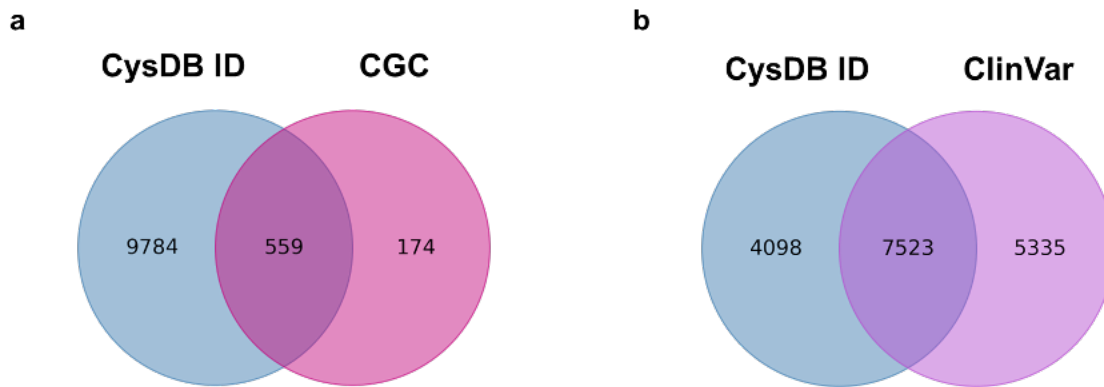 a
CysDB ID CGC
9784 559 174
b
CysDB ID ClinVar
4098 7523 5335